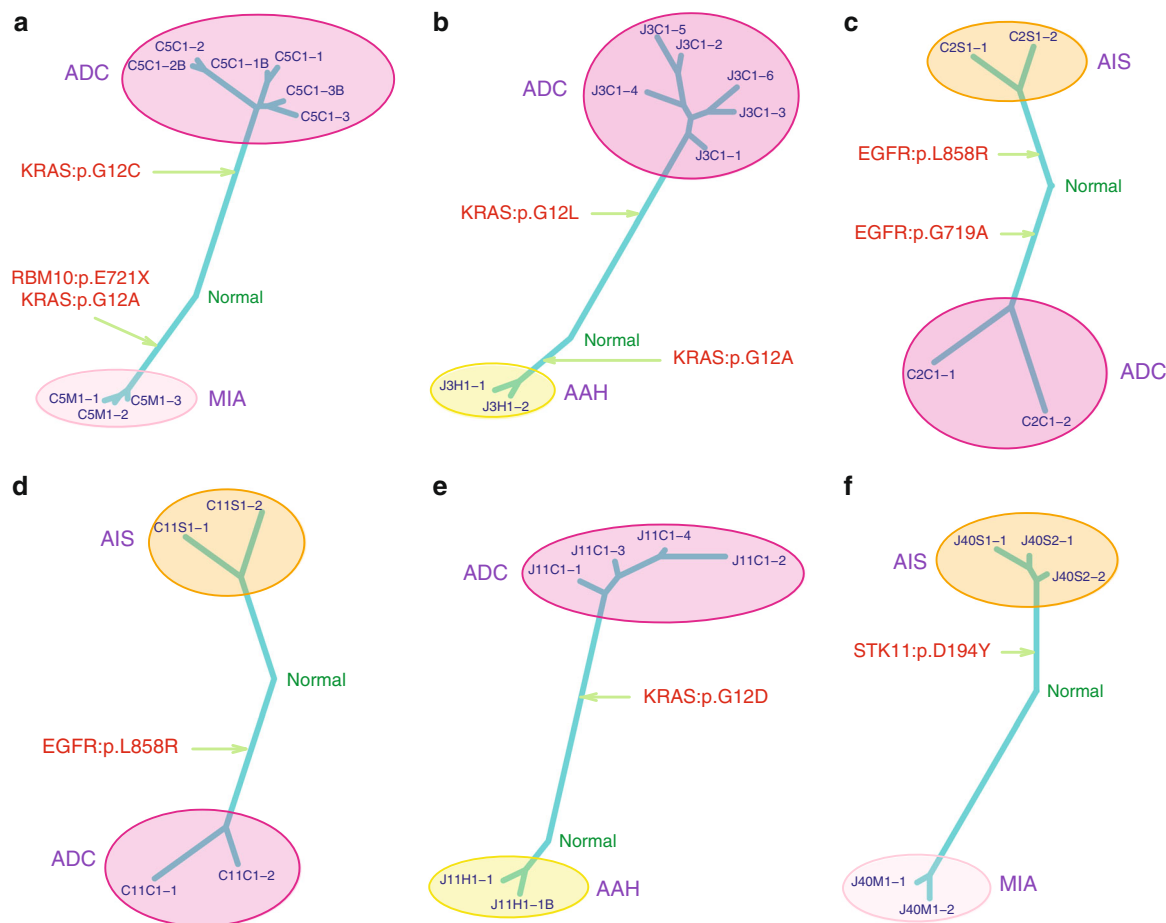 a
ADC
C5C1-2
C5C1-2B
C5C1-1B
C5C1-1
C5C1-3B
C5C1-3
KRAS:p.G12C
RBM10:p.E721X
KRAS:p.G12A
Normal
C5M1-1
C5M1-3
C5M1-2
MIA
b
ADC
J3C1-5
J3C1-2
J3C1-6
J3C1-4
J3C1-3
J3C1-1
KRAS:p.G12L
Normal
KRAS:p.G12A
J3H1-1
J3H1-2
AAH
c
C2S1-1
C2S1-2
AIS
EGFR:p.L858R
Normal
EGFR:p.G719A
C2C1-1
C2C1-2
ADC
d
AIS
C11S1-2
C11S1-1
Normal
EGFR:p.L858R
ADC
C11C1-1
C11C1-2
e
ADC
J11C1-4
J11C1-3
J11C1-2
J11C1-1
KRAS:p.G12D
Normal
J11H1-1
J11H1-1B
AAH
f
AIS
J40S1-1
J40S2-1
J40S2-2
STK11:p.D194Y
Normal
J40M1-1
J40M1-2
MIA